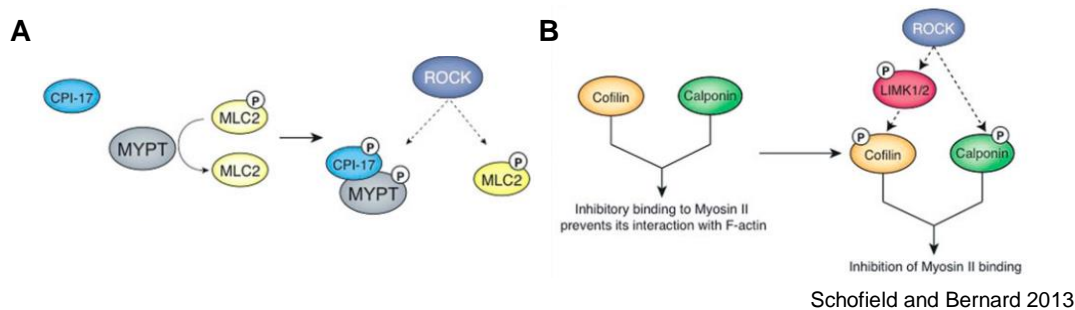 A
CPI-17
MYPT
P
MLC2
MLC2
ROCK
P
CPI-17
P
MYPT
P
MLC2
B
Cofilin
Calponin
Inhibitory binding to Myosin II
prevents its interaction with F-actin
ROCK
P
LIMK1/2
P
Cofilin
P
Calponin
Inhibition of Myosin II binding
Schofield and Bernard 2013